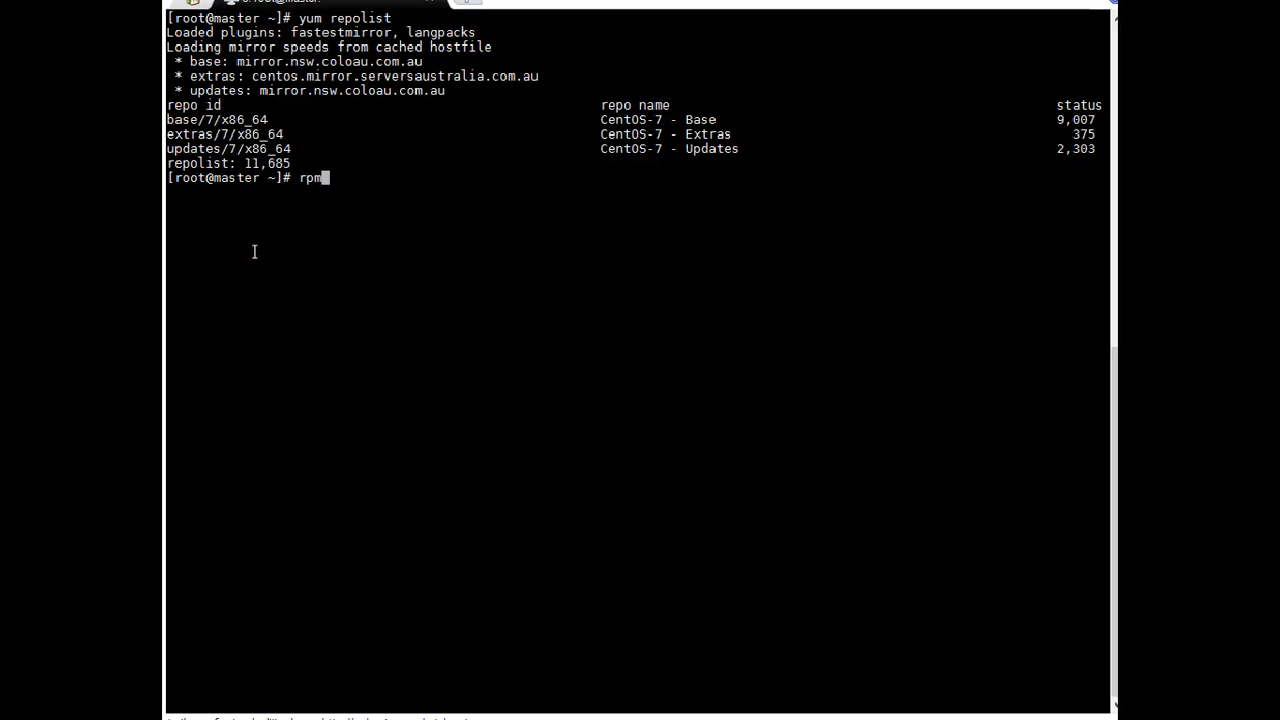 [root@master ~]# yum repolist
Loaded plugins: fastestmirror, langpacks
Loading mirror speeds from cached hostfile
 * base: mirror.nsw.coloau.com.au
 * extras: centos.mirror.serversaustralia.com.au
 * updates: mirror.nsw.coloau.com.au
repo id repo name status
base/7/x86_64 CentOS-7 - Base 9,007
extras/7/x86_64 CentOS-7 - Extras 375
updates/7/x86_64 CentOS-7 - Updates 2,303
repolist: 11,685
[root@master ~]# rpm